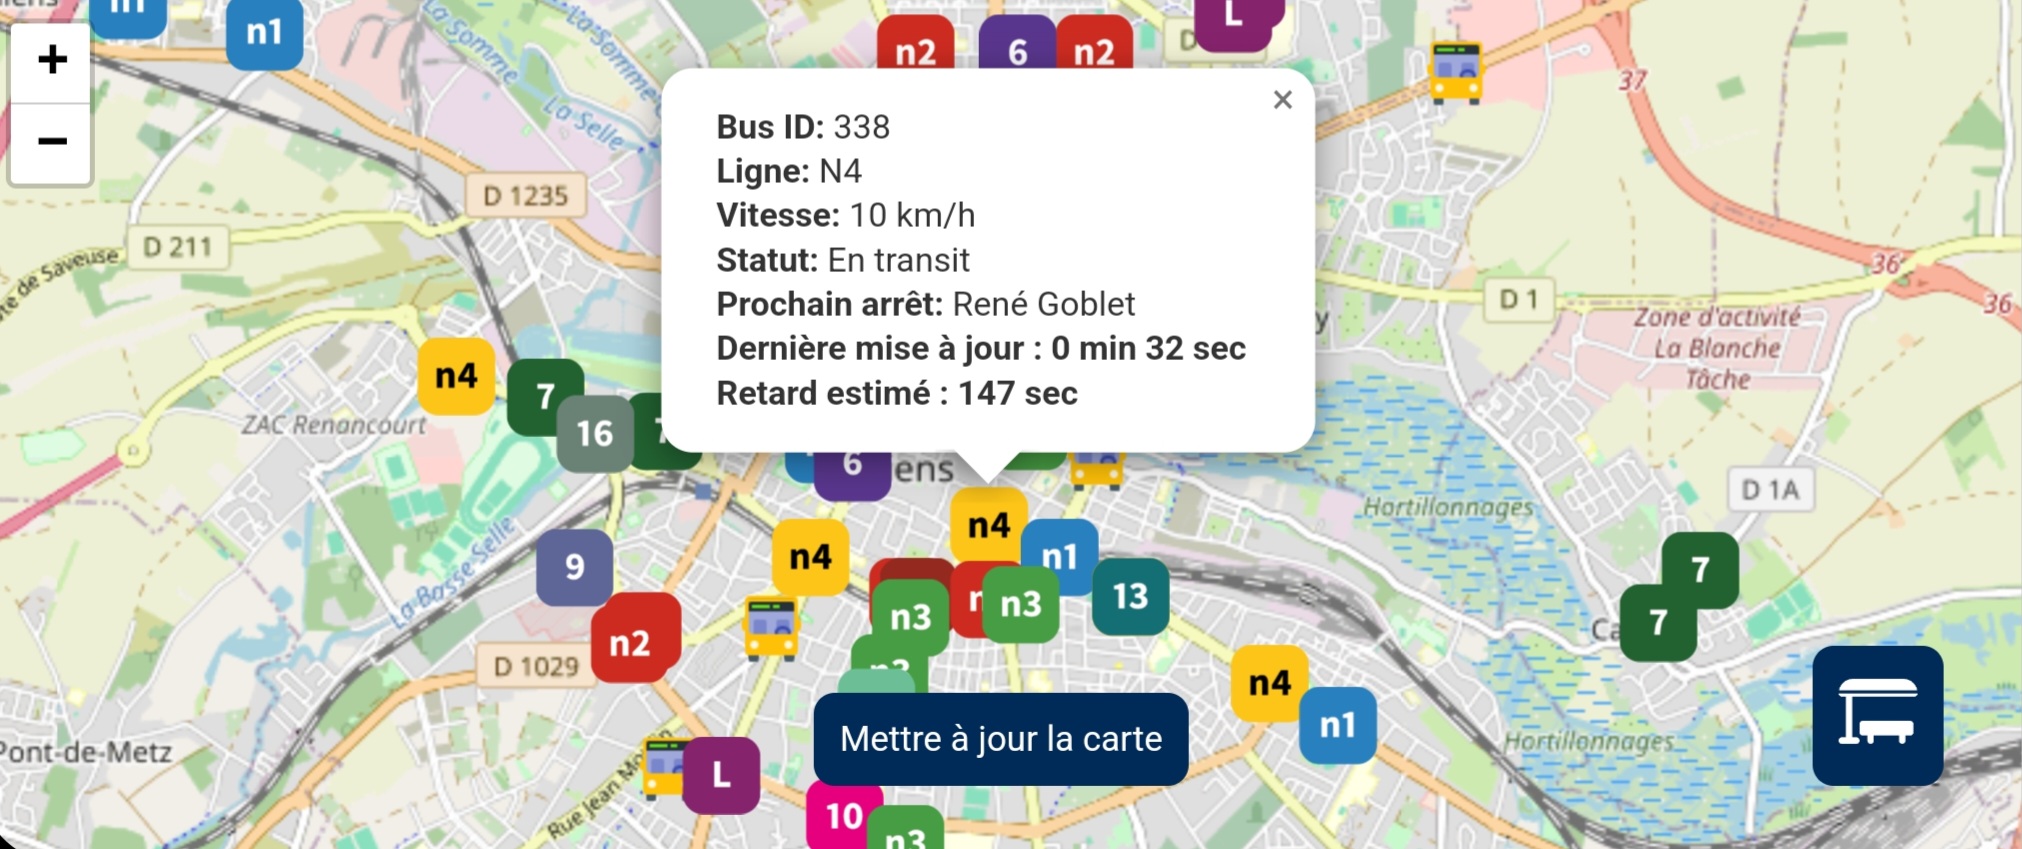 n1
n2
6
n2
L
+
−
La Somme
La Somme
La Selle
37
×
Bus ID: 338
Ligne: N4
Vitesse: 10 km/h
Statut: En transit
Prochain arrêt: René Goblet
Dernière mise à jour : 0 min 32 sec
Retard estimé : 147 sec
D 1235
D 211
te de Saveuse
36
36
D 1
Zone d'activité
La Blanche
Tâche
n4
7
16
7
ZAC Renancourt
6
ens
D 1A
Hortillonnages
n4
n4
n1
9
La Basse-Selle
n3
n3
13
7
7
Ca
n2
D 1029
n4
n1
Pont-de-Metz
Mettre à jour la carte
Hortillonnages
L
Rue Jean Mo
10
n3